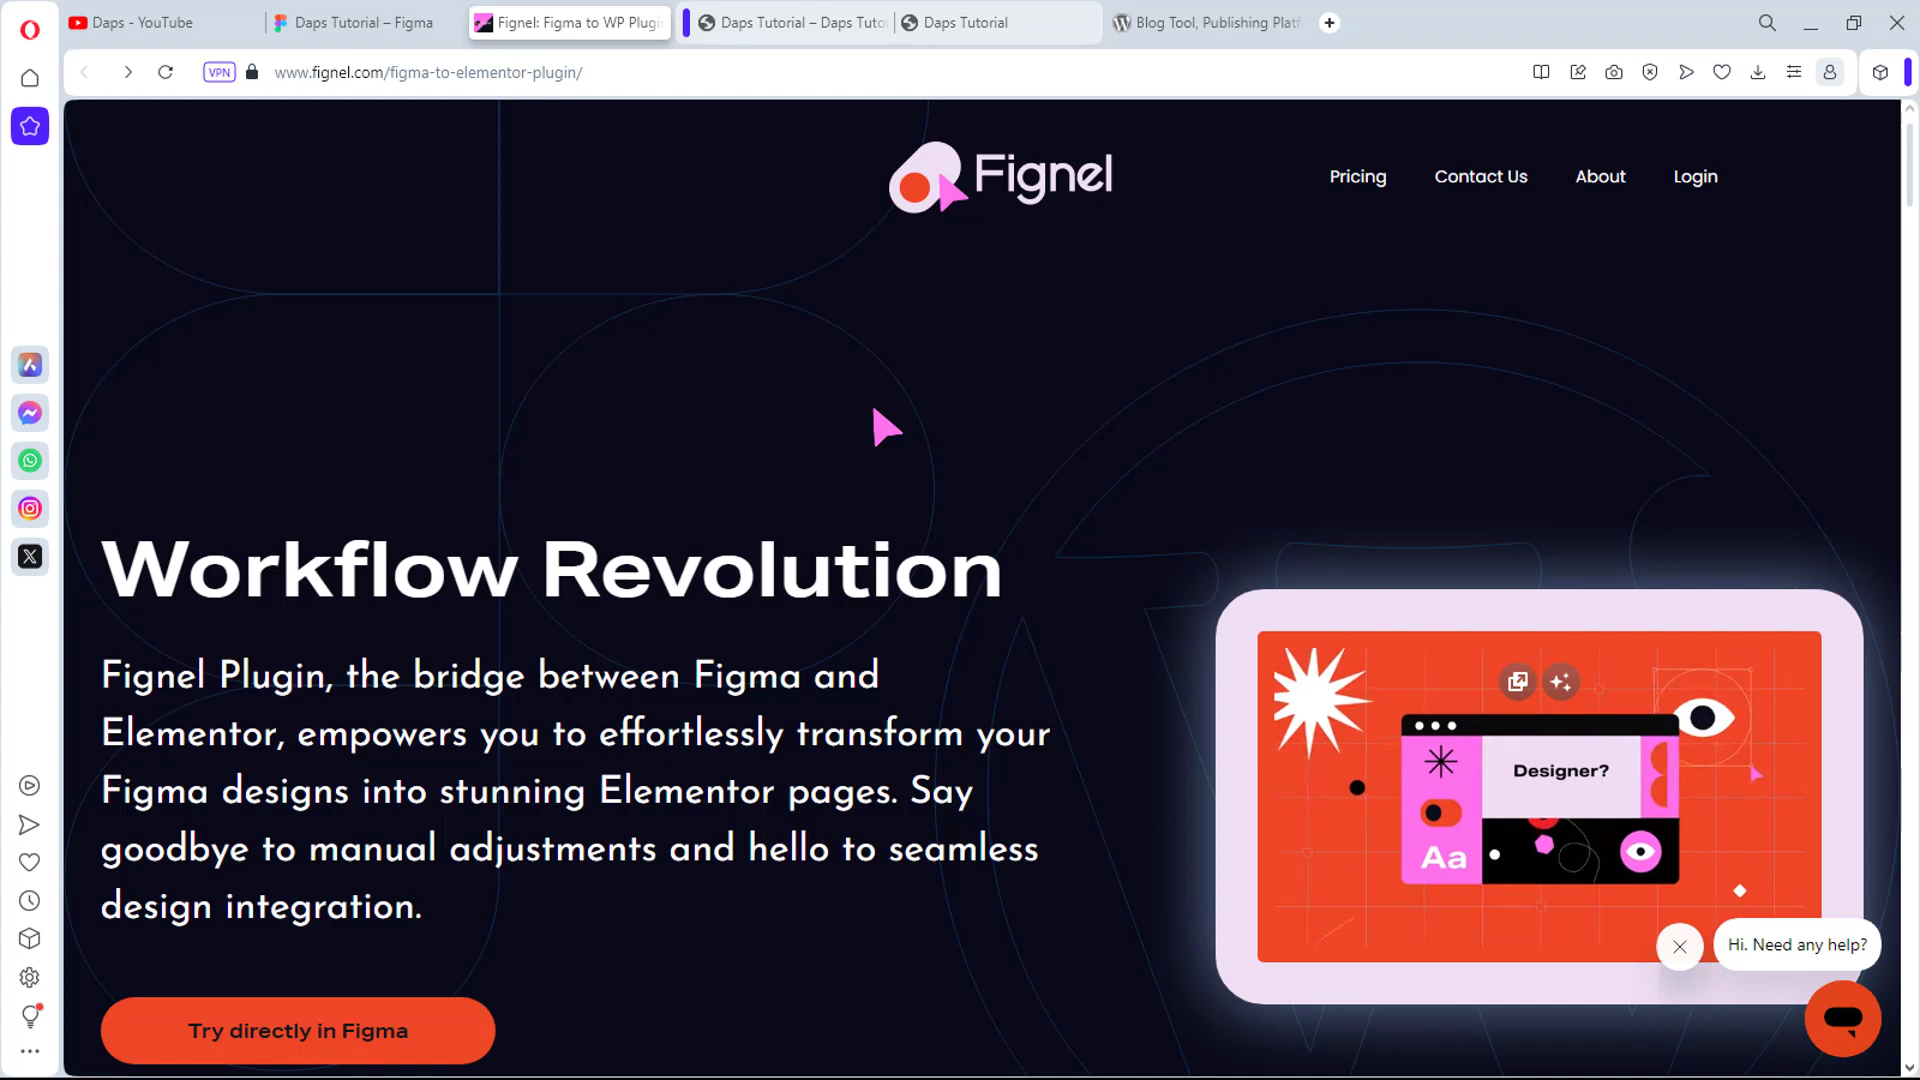 Daps - YouTube
Daps Tutorial – Figma
Fignel: Figma to WP Plugi
Daps Tutorial – Daps Tuto
Daps Tutorial
Blog Tool, Publishing Platf
VPN
www.fignel.com/figma-to-elementor-plugin/
Fignel
Pricing
Contact Us
About
Login
Workflow Revolution
Fignel Plugin, the bridge between Figma and
Elementor, empowers you to effortlessly transform your
Figma designs into stunning Elementor pages. Say
goodbye to manual adjustments and hello to seamless
design integration.
Try directly in Figma
Designer?
Aa
Hi. Need any help?